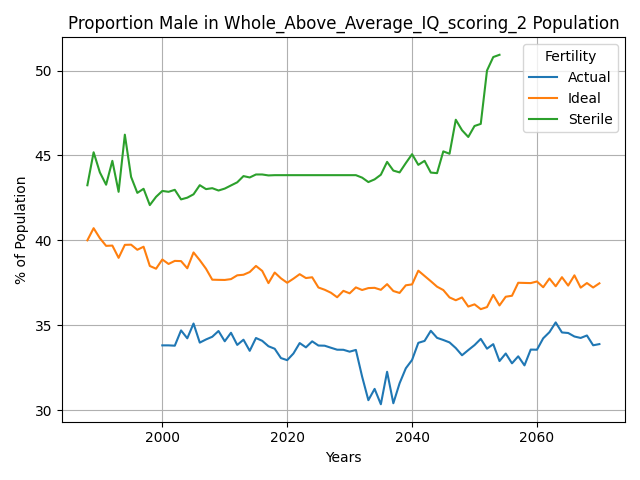 Proportion Male in Whole_Above_Average_IQ_scoring_2 Population
% of Population
50
45
40
35
30
Fertility
Actual
Ideal
Sterile
2000
2020
2040
2060
Years